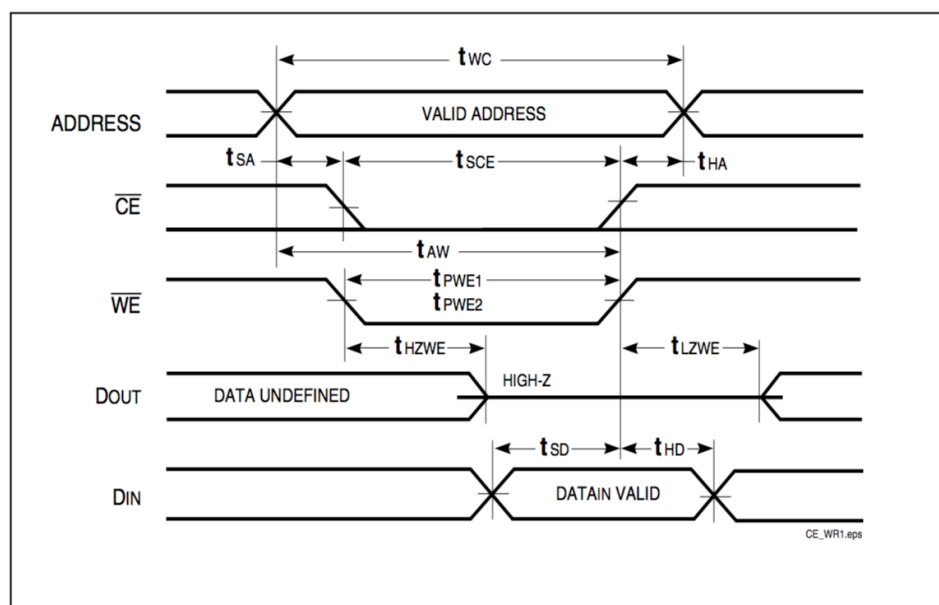 tWC
ADDRESS
VALID ADDRESS
tSA
tSCE
tHA
CE
tAW
tPWE1
WE
tPWE2
tHZWE
tLZWE
DOUT
DATA UNDEFINED
HIGH-Z
tSD
tHD
DIN
DATAIN VALID
CE_WR1.eps